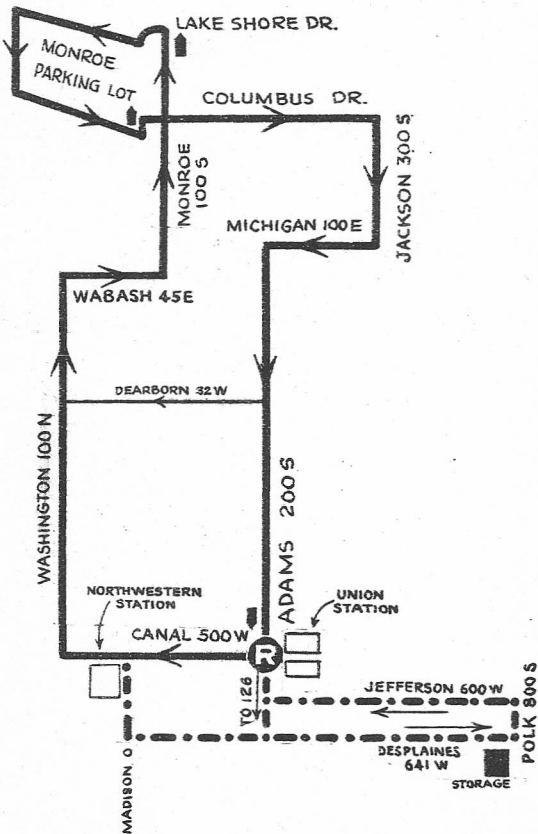 LAKE SHORE DR.
MONROE
PARKING LOT
COLUMBUS DR.
MONROE
100 S
JACKSON 300 S
MICHIGAN 100 E
WABASH 45E
DEARBORN 32 W
WASHINGTON 100 N
ADAMS 200 S
NORTHWESTERN
STATION
UNION
STATION
CANAL 500 W
R
TO 126
JEFFERSON 600 W
POLK 800 S
DESPLAINES
641 W
STORAGE
MADISON 0